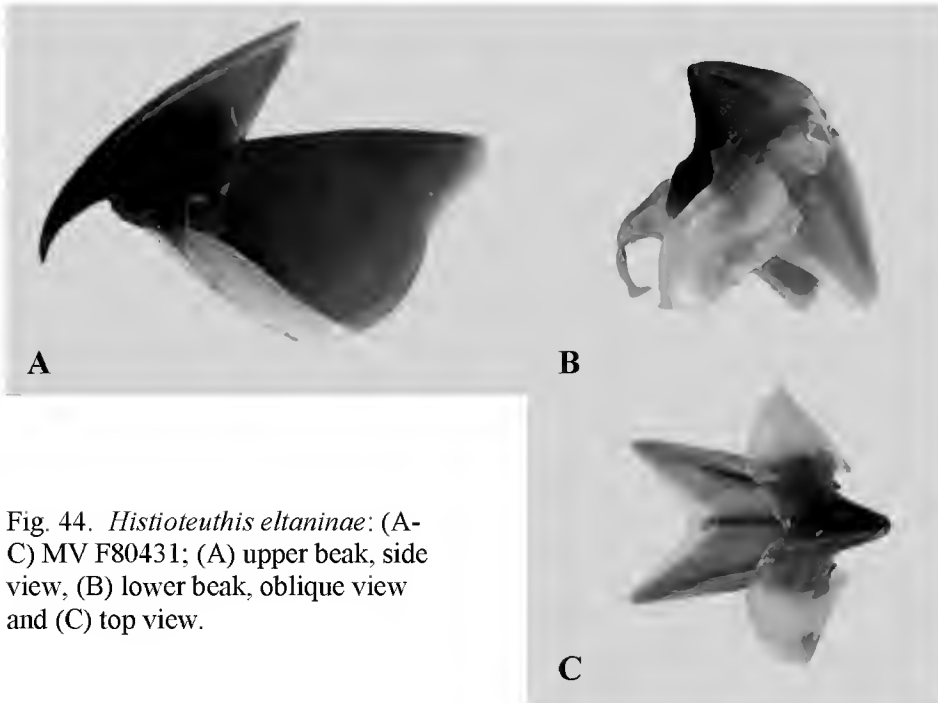 A
B
Fig. 44. Histioteuthis eltaninae: (A-
C) MV F80431; (A) upper beak, side
view, (B) lower beak, oblique view
and (C) top view.
C